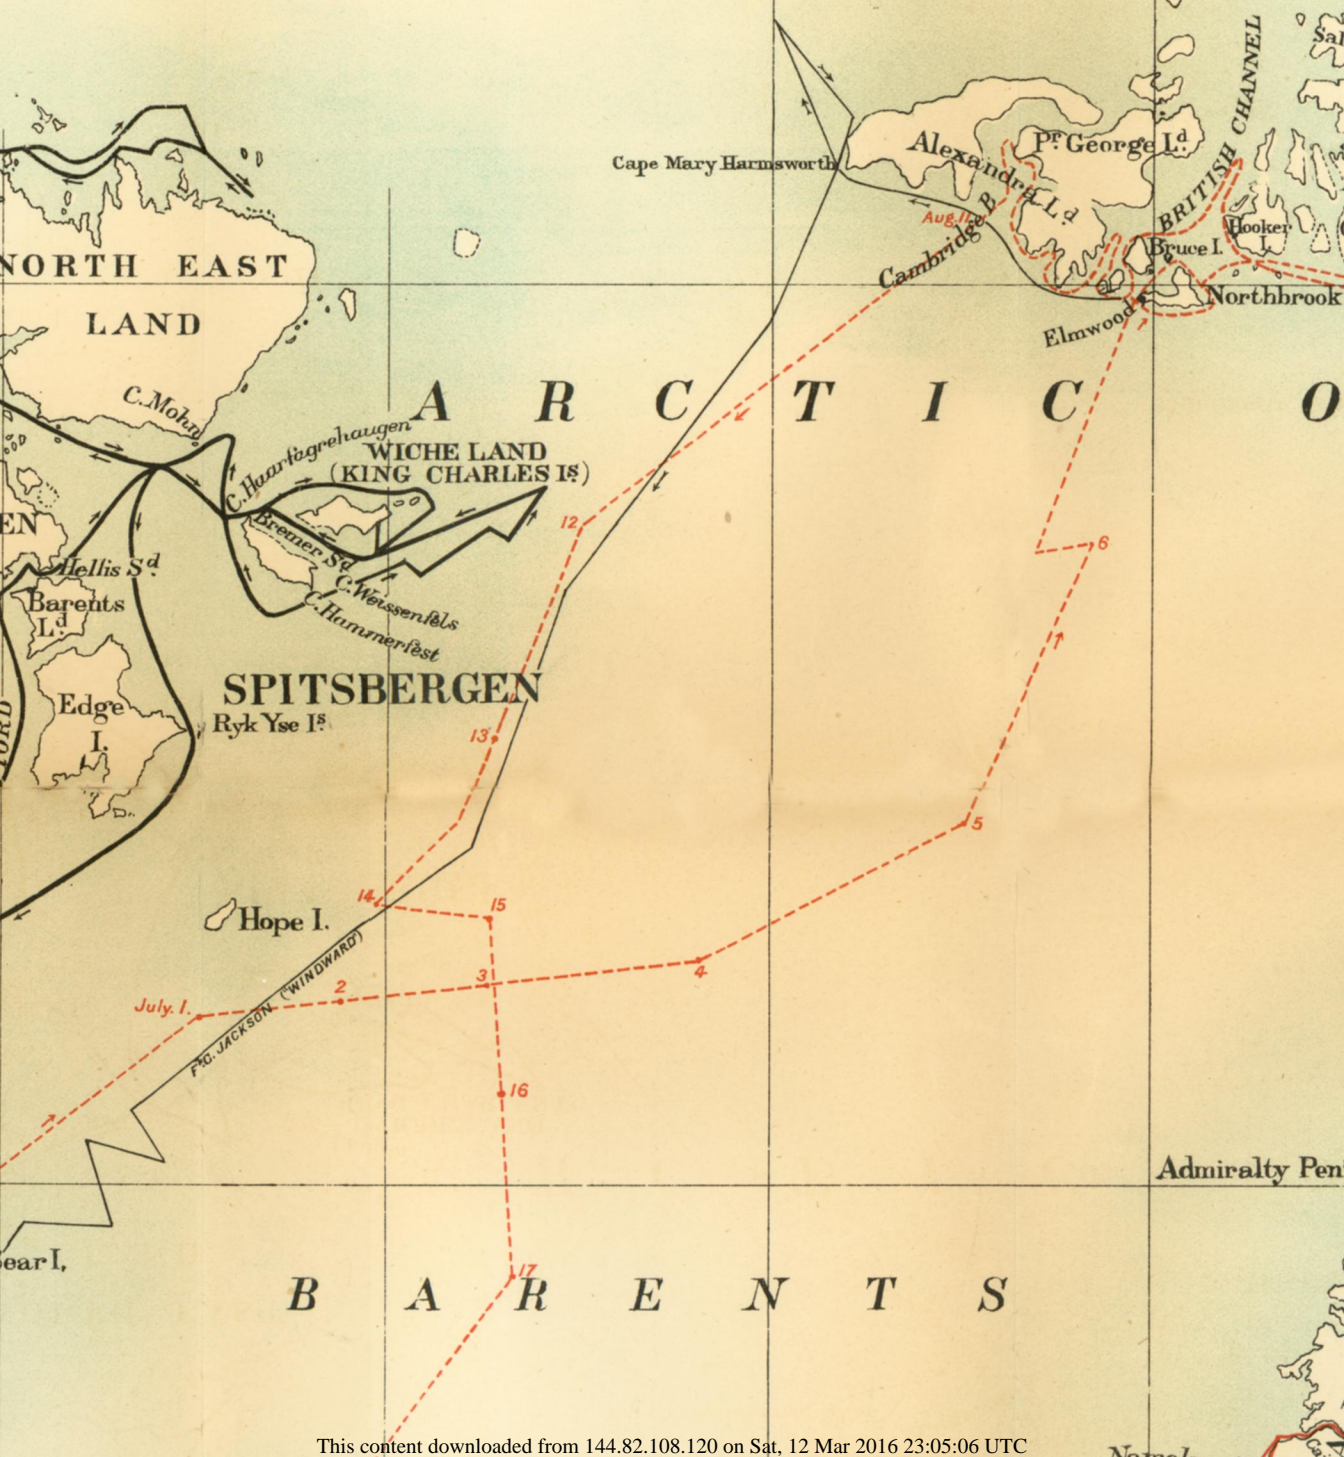 BRITISH CHANNEL
Sal
Alexandra Ld.
Pr. George Ld.
Cape Mary Harmsworth
Aug. 11.
Cambridge B
Hooker
I.
Bruce I.
Northbrook
Elmwood
NORTH EAST
LAND
C. Mohn
C. Haarfagrehaugen
ARCTIC O
WICHE LAND
(KING CHARLES Is.)
Bremer Sd.
C. Weissenfels
C. Hammerfest
12
6
EN
Hellis Sd.
Barents
Ld.
SPITSBERGEN
Edge
I.
Ryk Yse Is.
13
5
14
15
Hope I.
F. G. JACKSON ("WINDWARD")
July. 1.
2
3
4
16
Admiralty Pen
ear I,
17
BARENTS
This content downloaded from 144.82.108.120 on Sat, 12 Mar 2016 23:05:06 UTC